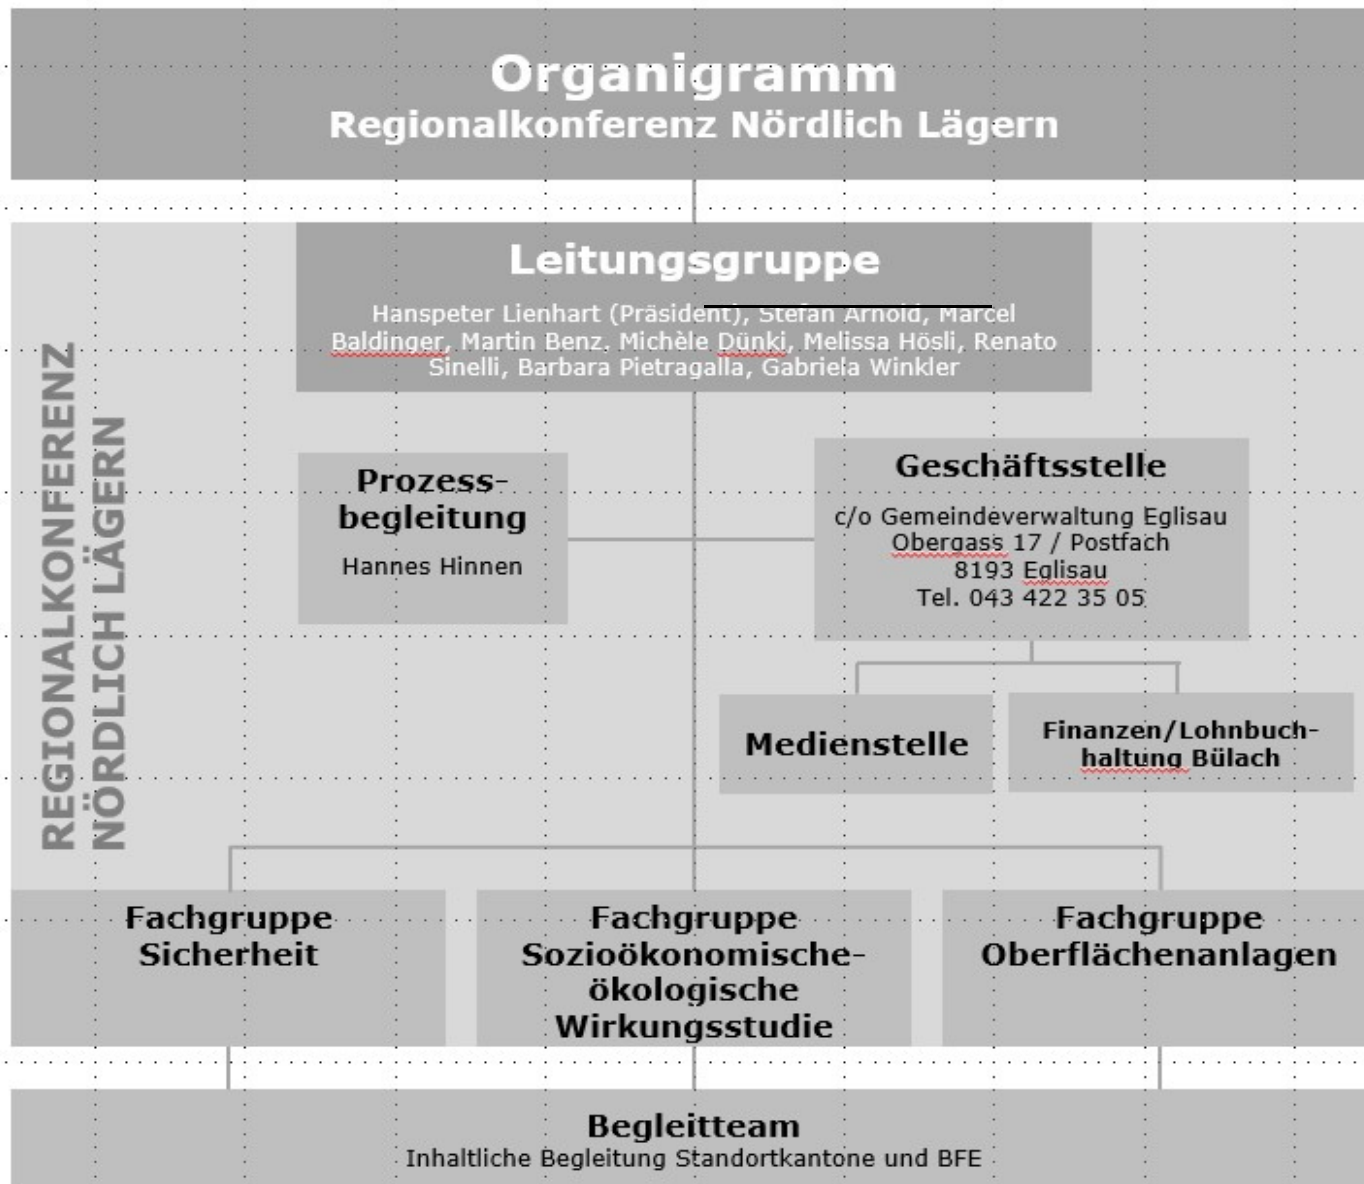 Organigramm
Regionalkonferenz Nördlich Lägern
Leitungsgruppe
Hanspeter Lienhart (Präsident), Stefan Arnold, Marcel
Baldinger, Martin Benz. Michèle Dünki, Melissa Hösli, Renato
Sinelli, Barbara Pietragalla, Gabriela Winkler
REGIONALKONFERENZ
NÖRDLICH LÄGERN
Prozess-
begleitung
Hannes Hinnen
Geschäftsstelle
c/o Gemeindeverwaltung Eglisau
Obergass 17 / Postfach
8193 Eglisau
Tel. 043 422 35 05
Medienstelle
Finanzen/Lohnbuch-
haltung Bülach
Fachgruppe
Sicherheit
Fachgruppe
Sozioökonomische-
ökologische
Wirkungsstudie
Fachgruppe
Oberflächenanlagen
Begleitteam
Inhaltliche Begleitung Standortkantone und BFE